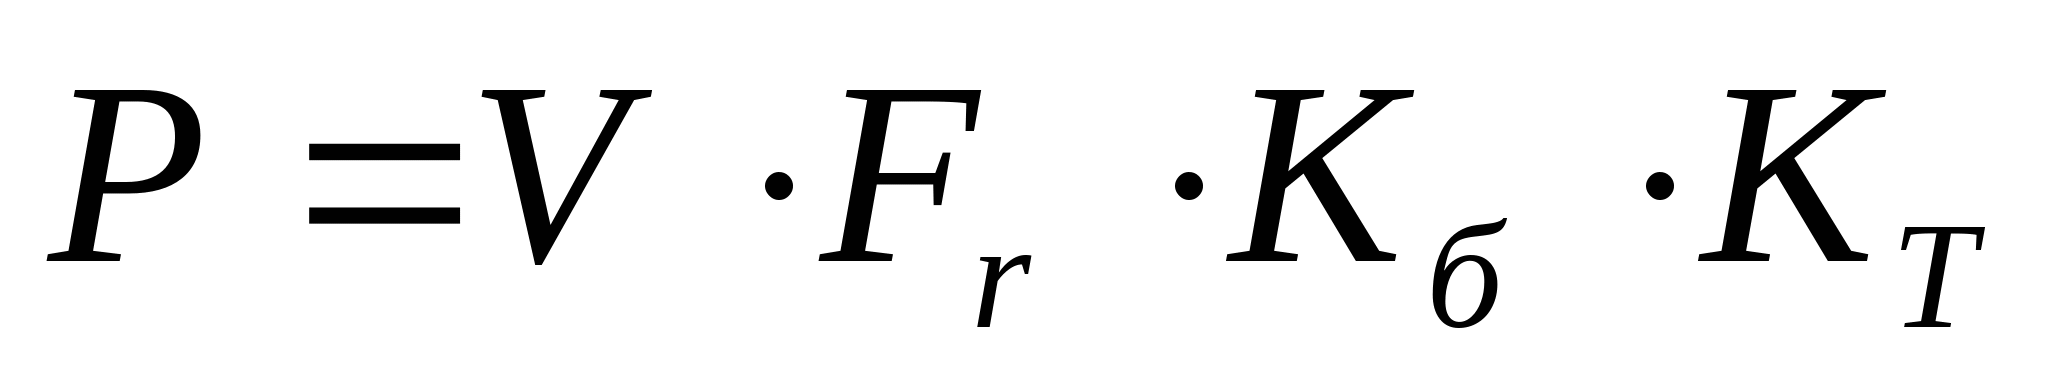 P = V · F_r · K_б · K_T